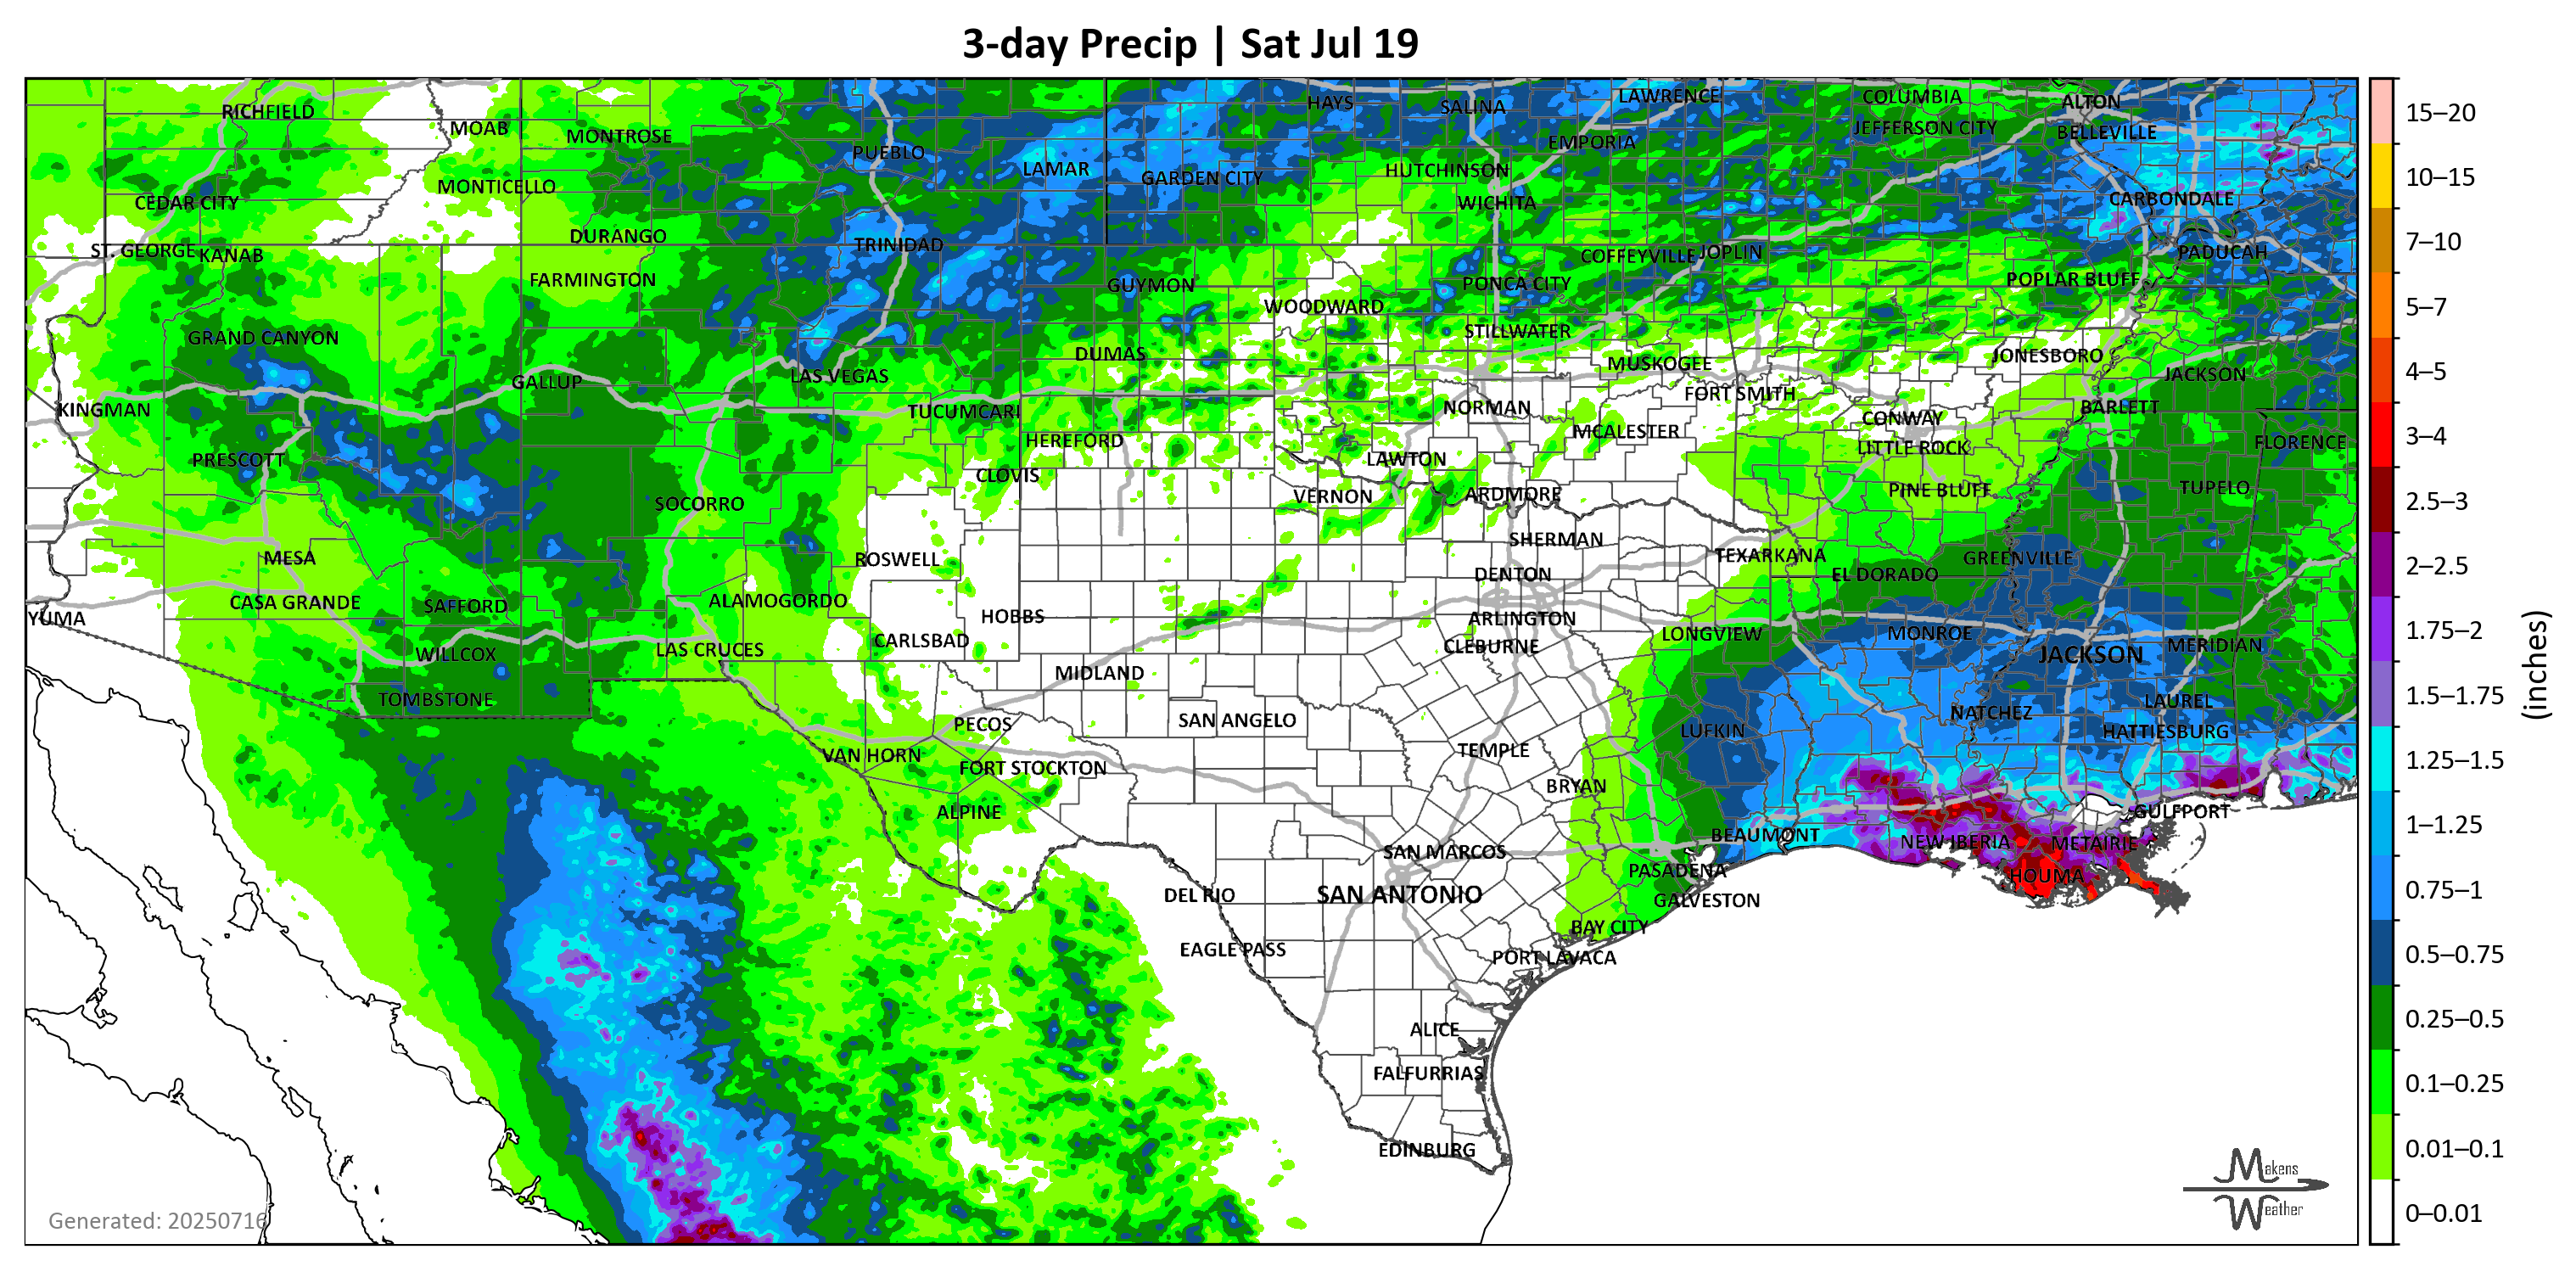 3-day Precip | Sat Jul 19
RICHFIELD
MOAB
MONTROSE
PUEBLO
LAMAR
HAYS
SALINA
LAWRENCE
COLUMBIA
ALTON
JEFFERSON CITY
BELLEVILLE
EMPORIA
HUTCHINSON
GARDEN CITY
MONTICELLO
CEDAR CITY
WICHITA
CARBONDALE
DURANGO
TRINIDAD
ST. GEORGE
KANAB
COFFEYVILLE
JOPLIN
PADUCAH
FARMINGTON
GUYMON
PONCA CITY
POPLAR BLUFF
WOODWARD
GRAND CANYON
STILLWATER
DUMAS
MUSKOGEE
JONESBORO
GALLUP
LAS VEGAS
JACKSON
KINGMAN
TUCUMCARI
NORMAN
FORT SMITH
CONWAY
BARLETT
HEREFORD
MCALESTER
LITTLE ROCK
FLORENCE
PRESCOTT
CLOVIS
LAWTON
SOCORRO
VERNON
ARDMORE
PINE BLUFF
TUPELO
MESA
ROSWELL
SHERMAN
TEXARKANA
GREENVILLE
DENTON
EL DORADO
YUMA
CASA GRANDE
SAFFORD
ALAMOGORDO
HOBBS
ARLINGTON
WILLCOX
LAS CRUCES
CARLSBAD
CLEBURNE
LONGVIEW
MONROE
JACKSON
MERIDIAN
MIDLAND
TOMBSTONE
PECOS
SAN ANGELO
LUFKIN
NATCHEZ
LAUREL
HATTIESBURG
VAN HORN
FORT STOCKTON
TEMPLE
BRYAN
ALPINE
GULFPORT
BEAUMONT
NEW IBERIA
METAIRIE
SAN MARCOS
PASADENA
HOUMA
DEL RIO
SAN ANTONIO
GALVESTON
BAY CITY
EAGLE PASS
PORT LAVACA
ALICE
FALFURRIAS
EDINBURG
Generated: 20250716
Makens
Weather
15–20
10–15
7–10
5–7
4–5
3–4
2.5–3
2–2.5
1.75–2
1.5–1.75
1.25–1.5
1–1.25
0.75–1
0.5–0.75
0.25–0.5
0.1–0.25
0.01–0.1
0–0.01
(inches)